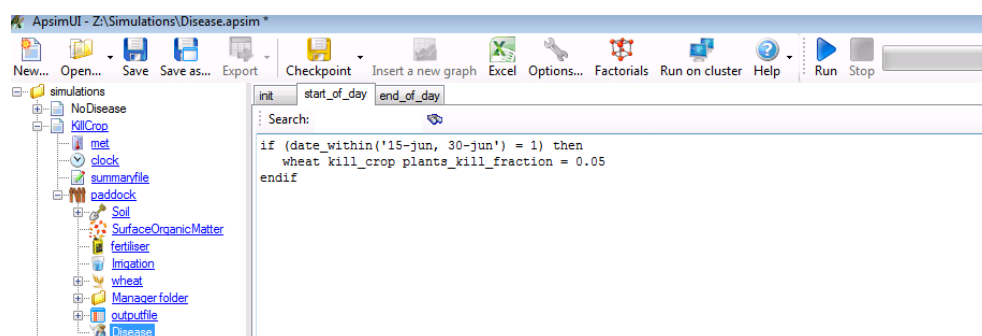 ApsimUI - Z:\Simulations\Disease.apsim *
New... Open... Save Save as... Export Checkpoint Insert a new graph Excel Options... Factorials Run on cluster Help Run Stop
simulations
NoDisease
KillCrop
met
clock
summaryfile
paddock
Soil
SurfaceOrganicMatter
fertiliser
Irrigation
wheat
Manager folder
outputfile
Disease
init start_of_day end_of_day
Search:
if (date_within('15-jun, 30-jun') = 1) then
wheat kill_crop plants_kill_fraction = 0.05
endif